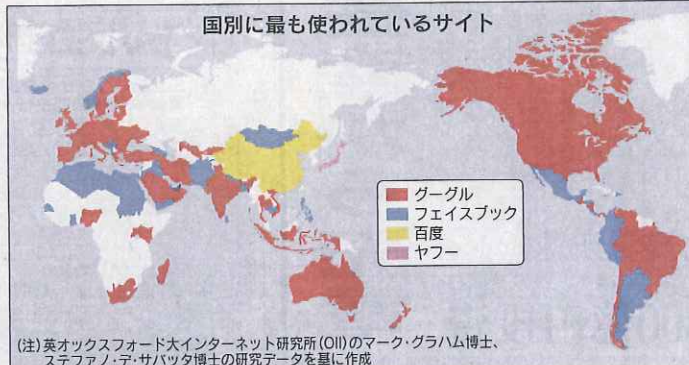 国別に最も使われているサイト
グーグル
フェイスブック
百度
ヤフー
(注)英オックスフォード大インターネット研究所(OII)のマーク・グラハム博士、
ステファノ・デ・サバッタ博士の研究データを基に作成